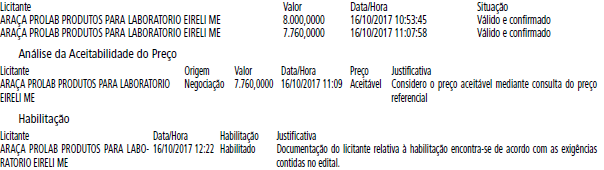 Licitante Valor Data/Hora Situação
ARAÇA PROLAB PRODUTOS PARA LABORATORIO EIRELI ME 8.000,0000 16/10/2017 10:53:45 Válido e confirmado
ARAÇA PROLAB PRODUTOS PARA LABORATORIO EIRELI ME 7.760,0000 16/10/2017 11:07:58 Válido e confirmado
Análise da Aceitabilidade do Preço
Licitante Origem Valor Data/Hora Preço Justificativa
ARAÇA PROLAB PRODUTOS PARA LABORATORIO Negociação 7.760,0000 16/10/2017 11:09 Aceitável Considero o preço aceitável mediante consulta do preço
EIRELI ME referencial
Habilitação
Licitante Data/Hora Habilitação Justificativa
ARAÇA PROLAB PRODUTOS PARA LABO- 16/10/2017 12:22 Habilitado Documentação do licitante relativa à habilitação encontra-se de acordo com as exigências
RATORIO EIRELI ME contidas no edital.